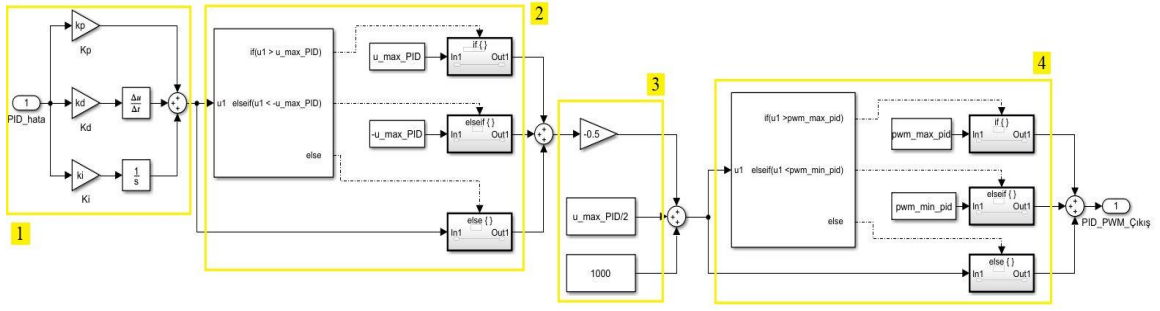 1
PID_hata
kp
Kp
kd
Kd
Δu
Δt
ki
Ki
1
s
+
+
+
1
2
u1
if(u1 > u_max_PID)
elseif(u1 < -u_max_PID)
else
u_max_PID
if { }
In1 Out1
-u_max_PID
elseif { }
In1 Out1
else { }
In1 Out1
+
+
+
3
-0.5
u_max_PID/2
1000
+
+
+
4
u1
if(u1 >pwm_max_pid)
elseif(u1 <pwm_min_pid)
else
pwm_max_pid
if { }
In1 Out1
pwm_min_pid
elseif { }
In1 Out1
else { }
In1 Out1
+
+
+
1
PID_PWM_Çıkış